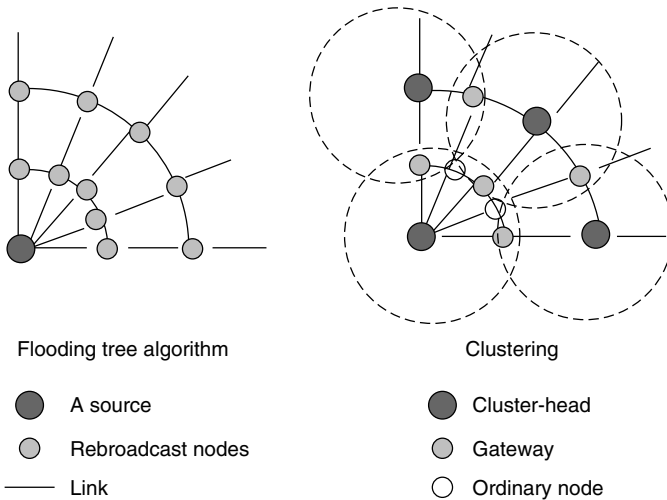 Flooding tree algorithm
A source
Rebroadcast nodes
Link
Clustering
Cluster-head
Gateway
Ordinary node